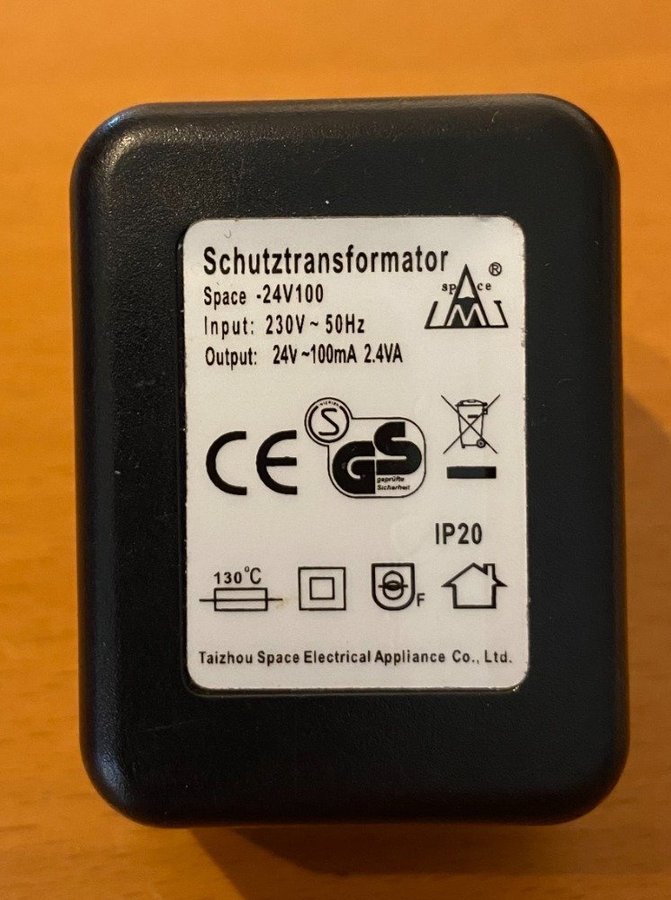 Schutztransformator
Space -24V100
Input: 230V ~ 50Hz
Output: 24V ~100mA 2.4VA
space ®
CE
S
GS
geprüfte
Sicherheit
IP20
130°C
F
Taizhou Space Electrical Appliance Co., Ltd.